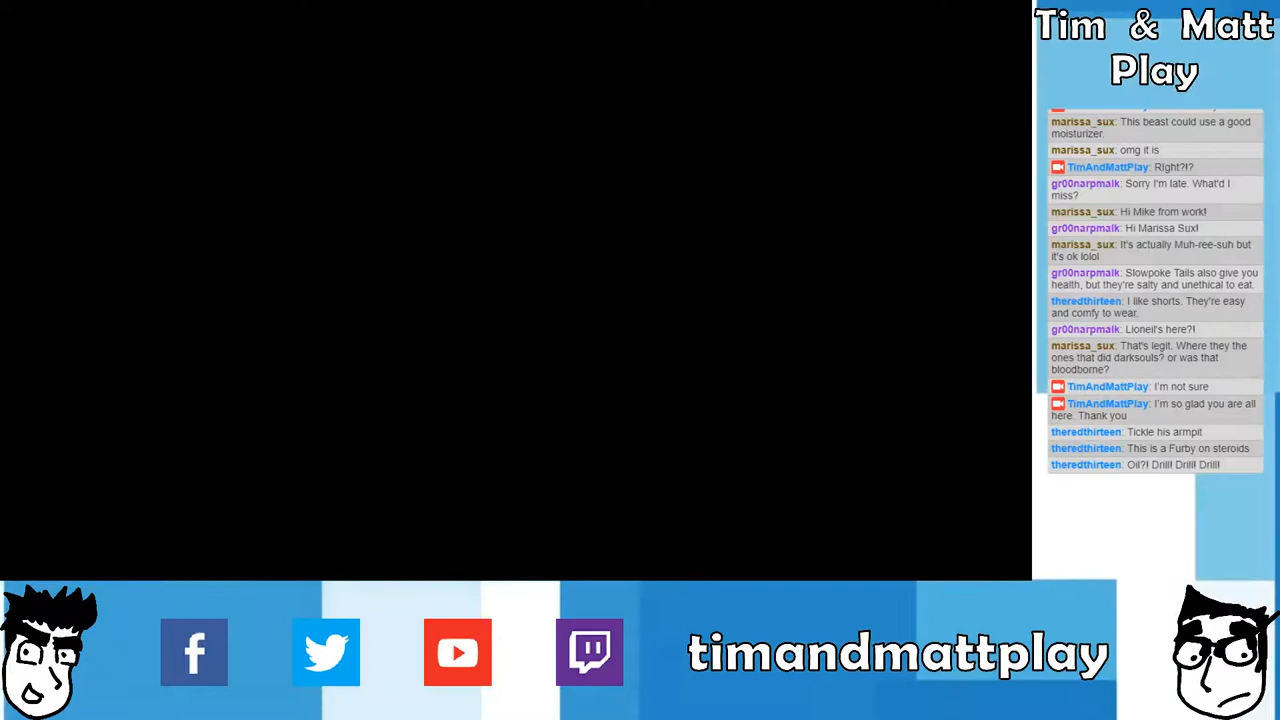 Tim & Matt
Play
marissa_sux: This beast could use a good
moisturizer.
marissa_sux: omg it is
TimAndMattPlay: RIght?!?
gr00narpmalk: Sorry I'm late. What'd I
miss?
marissa_sux: Hi Mike from work!
gr00narpmalk: Hi Marissa Sux!
marissa_sux: It's actually Muh-ree-suh but
it's ok lolol
gr00narpmalk: Slowpoke Tails also give you
health, but they're salty and unethical to eat.
theredthirteen: I like shorts. They're easy
and comfy to wear.
gr00narpmalk: Lioneil's here?!
marissa_sux: That's legit. Where they the
ones that did darksouls? or was that
bloodborne?
TimAndMattPlay: I'm not sure
TimAndMattPlay: I'm so glad you are all
here. Thank you
theredthirteen: Tickle his armpit
theredthirteen: This is a Furby on steroids
theredthirteen: Oil?! Drill! Drill! Drill!
timandmattplay